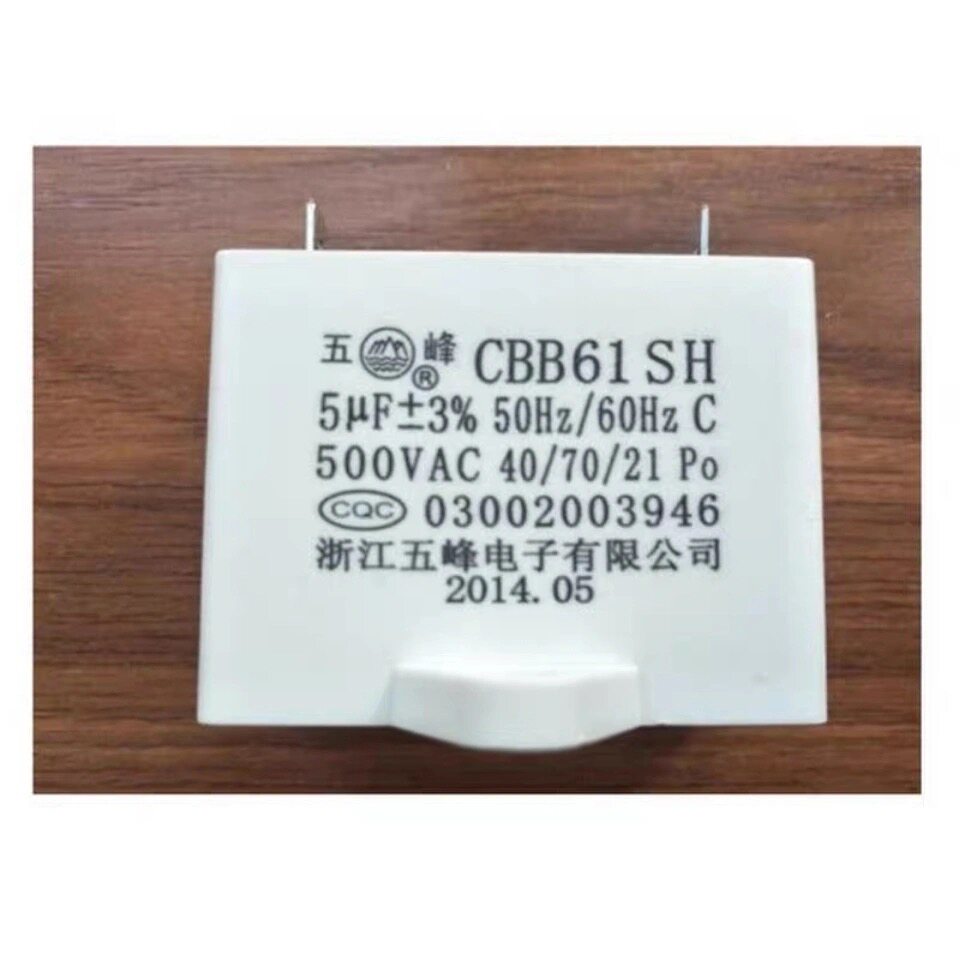 五峰® CBB61 SH
5μF±3% 50Hz/60Hz C
500VAC 40/70/21 Po
CQC 03002003946
浙江五峰电子有限公司
2014.05